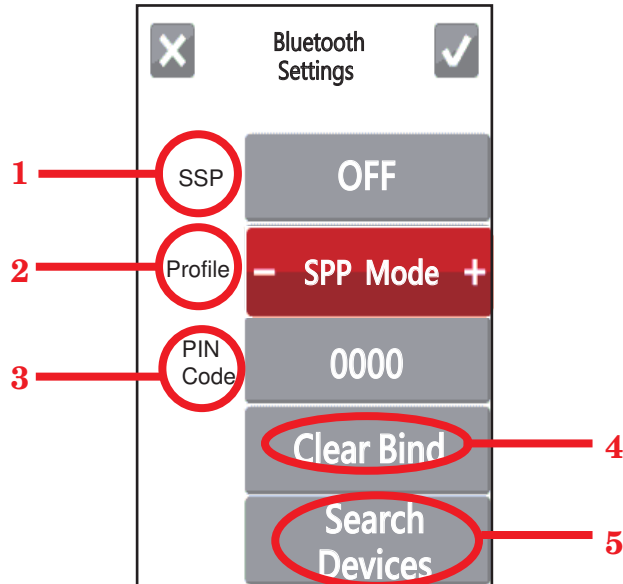 Bluetooth
Settings
1
SSP
OFF
2
Profile
− SPP Mode +
3
PIN
Code
0000
Clear Bind
4
Search
Devices
5